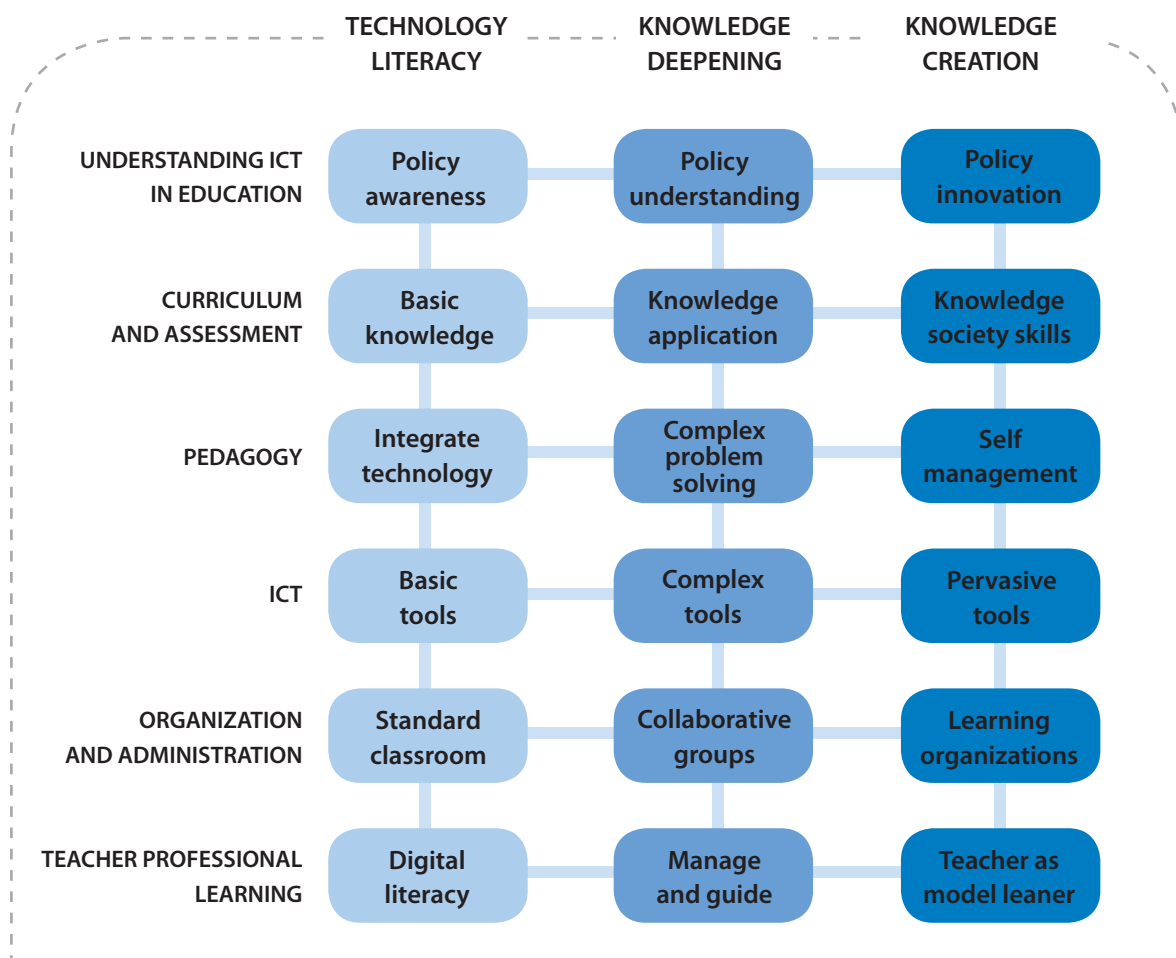 TECHNOLOGY
LITERACY
KNOWLEDGE
DEEPENING
KNOWLEDGE
CREATION
UNDERSTANDING ICT
IN EDUCATION
Policy
awareness
Policy
understanding
Policy
innovation
CURRICULUM
AND ASSESSMENT
Basic
knowledge
Knowledge
application
Knowledge
society skills
PEDAGOGY
Integrate
technology
Complex
problem
solving
Self
management
ICT
Basic
tools
Complex
tools
Pervasive
tools
ORGANIZATION
AND ADMINISTRATION
Standard
classroom
Collaborative
groups
Learning
organizations
TEACHER PROFESSIONAL
LEARNING
Digital
literacy
Manage
and guide
Teacher as
model leaner